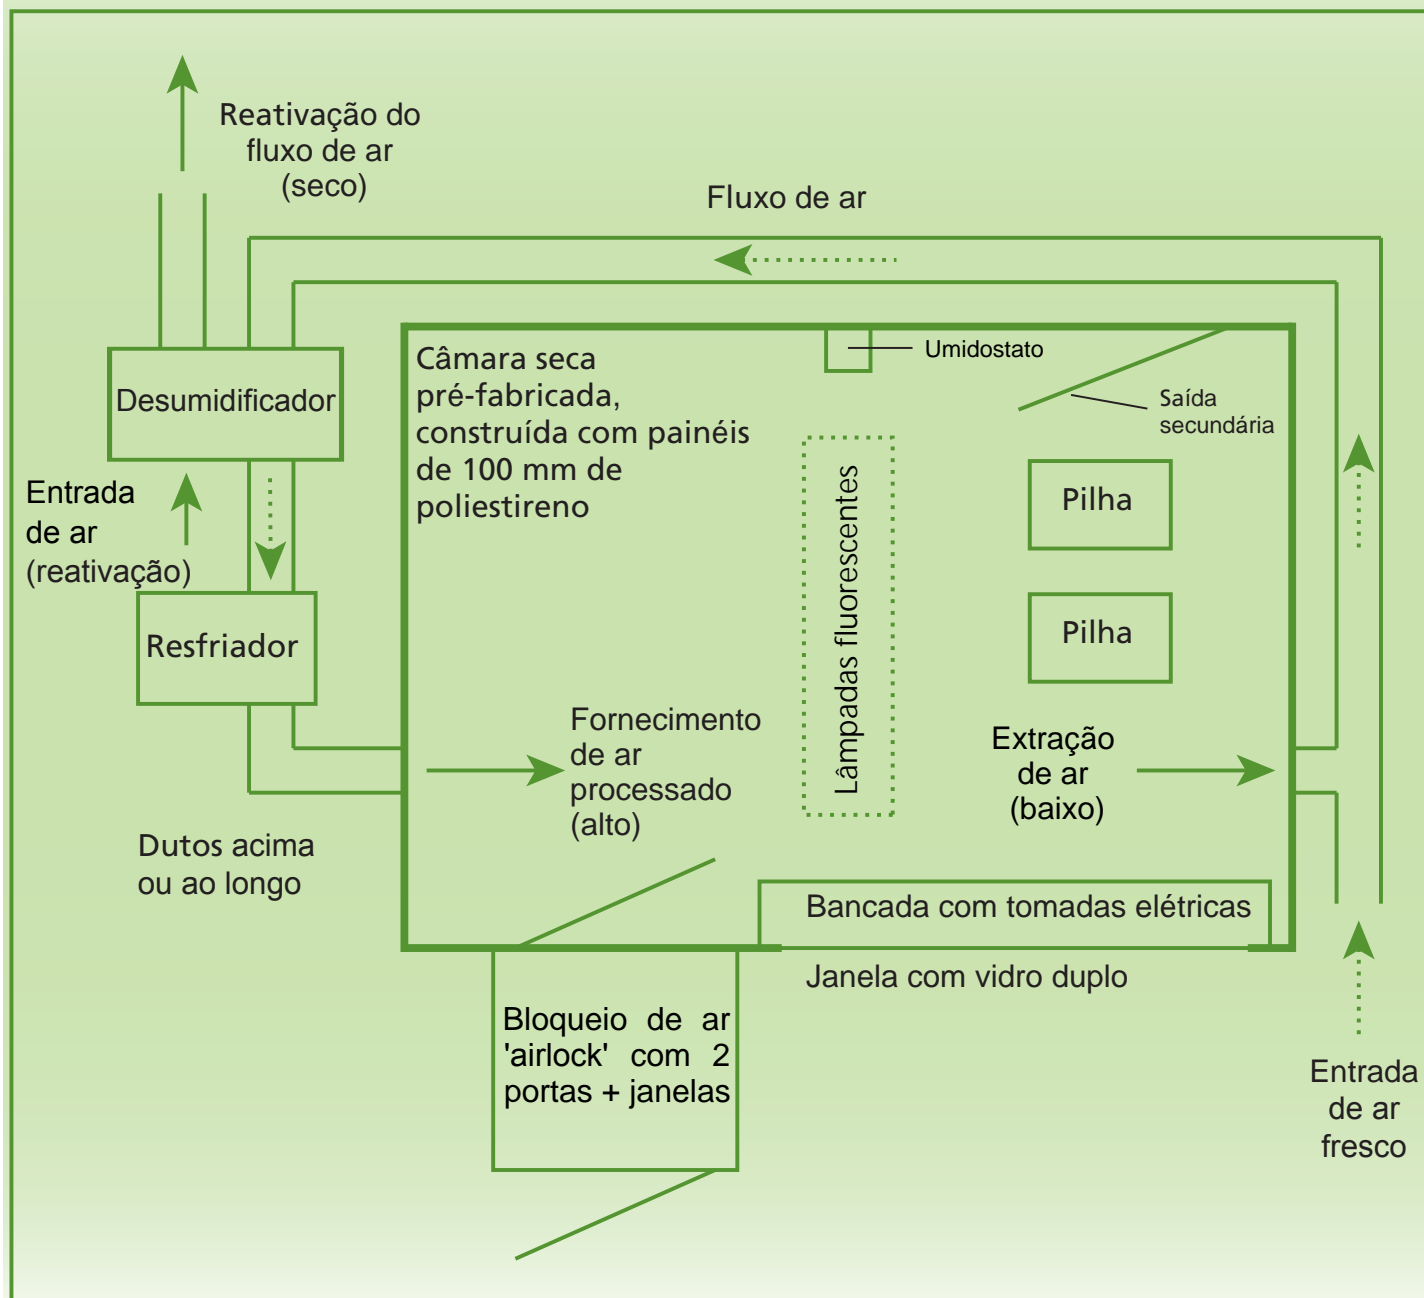 Reativação do
fluxo de ar
(seco)
Fluxo de ar
Desumidificador
Câmara seca
pré-fabricada,
construída com painéis
de 100 mm de
poliestireno
Umidostato
Saída
secundária
Entrada
de ar
(reativação)
Lâmpadas fluorescentes
Pilha
Pilha
Resfriador
Fornecimento
de ar
processado
(alto)
Extração
de ar
(baixo)
Dutos acima
ou ao longo
Bancada com tomadas elétricas
Janela com vidro duplo
Bloqueio de ar
'airlock' com 2
portas + janelas
Entrada
de ar
fresco